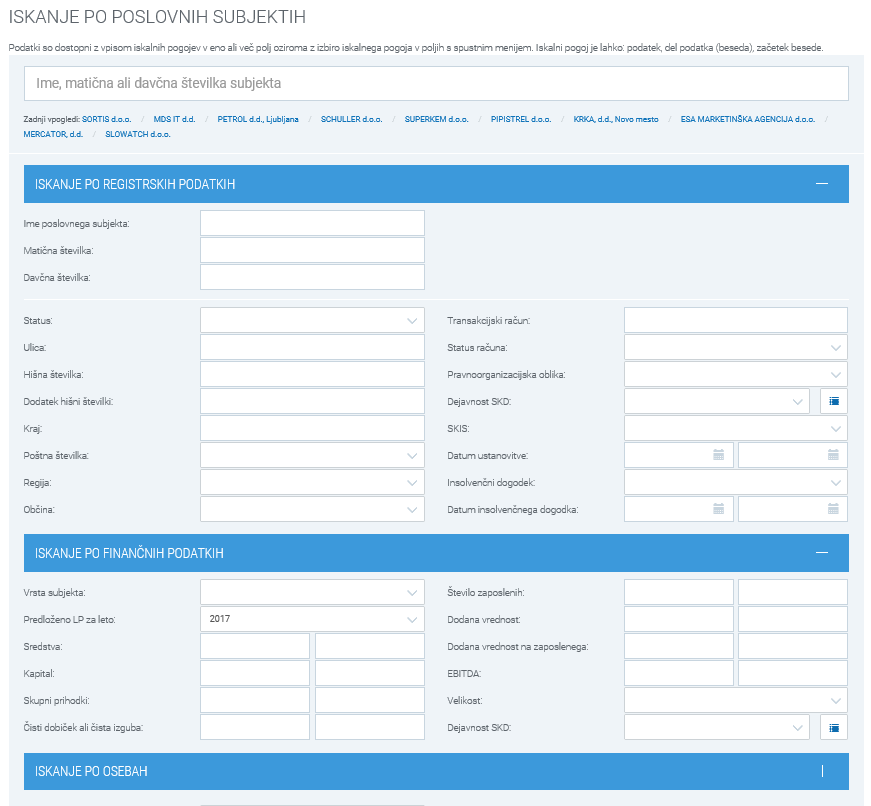 ISKANJE PO POSLOVNIH SUBJEKTIH
Podatki so dostopni z vpisom iskalnih pogojev v eno ali več polj oziroma z izbiro iskalnega pogoja v poljih s spustnim menijem. Iskalni pogoj je lahko: podatek, del podatka (beseda), začetek besede.
Ime, matična ali davčna številka subjekta
Zadnji vpogledi: SORTIS d.o.o. / MDS IT d.d. / PETROL d.d., Ljubljana / SCHULLER d.o.o. / SUPERKEM d.o.o. / PIPISTREL d.o.o. / KRKA, d.d., Novo mesto / ESA MARKETINŠKA AGENCIJA d.o.o. /
MERCATOR, d.d. / SLOWATCH d.o.o.
ISKANJE PO REGISTRSKIH PODATKIH
Ime poslovnega subjekta:
Matična številka:
Davčna številka:
Status:
Ulica:
Hišna številka:
Dodatek hišni številki:
Kraj:
Poštna številka:
Regija:
Občina:
Transakcijski račun:
Status računa:
Pravnoorganizacijska oblika:
Dejavnost SKD:
SKIS:
Datum ustanovitve:
Insolvenčni dogodek:
Datum insolvenčnega dogodka:
ISKANJE PO FINANČNIH PODATKIH
Vrsta subjekta:
Predloženo LP za leto: 2017
Sredstva:
Kapital:
Skupni prihodki:
Čisti dobiček ali čista izguba:
Število zaposlenih:
Dodana vrednost:
Dodana vrednost na zaposlenega:
EBITDA:
Velikost:
Dejavnost SKD:
ISKANJE PO OSEBAH